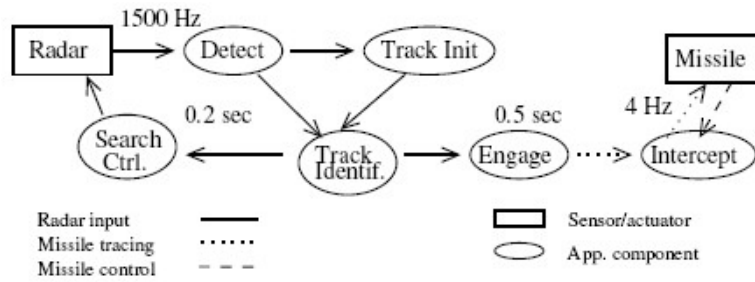 1500 Hz
Radar
Detect
Track Init
Missile
0.2 sec
0.5 sec
4 Hz
Search
Ctrl.
Track
Identif.
Engage
Intercept
Radar input
Missile tracing
Missile control
Sensor/actuator
App. component